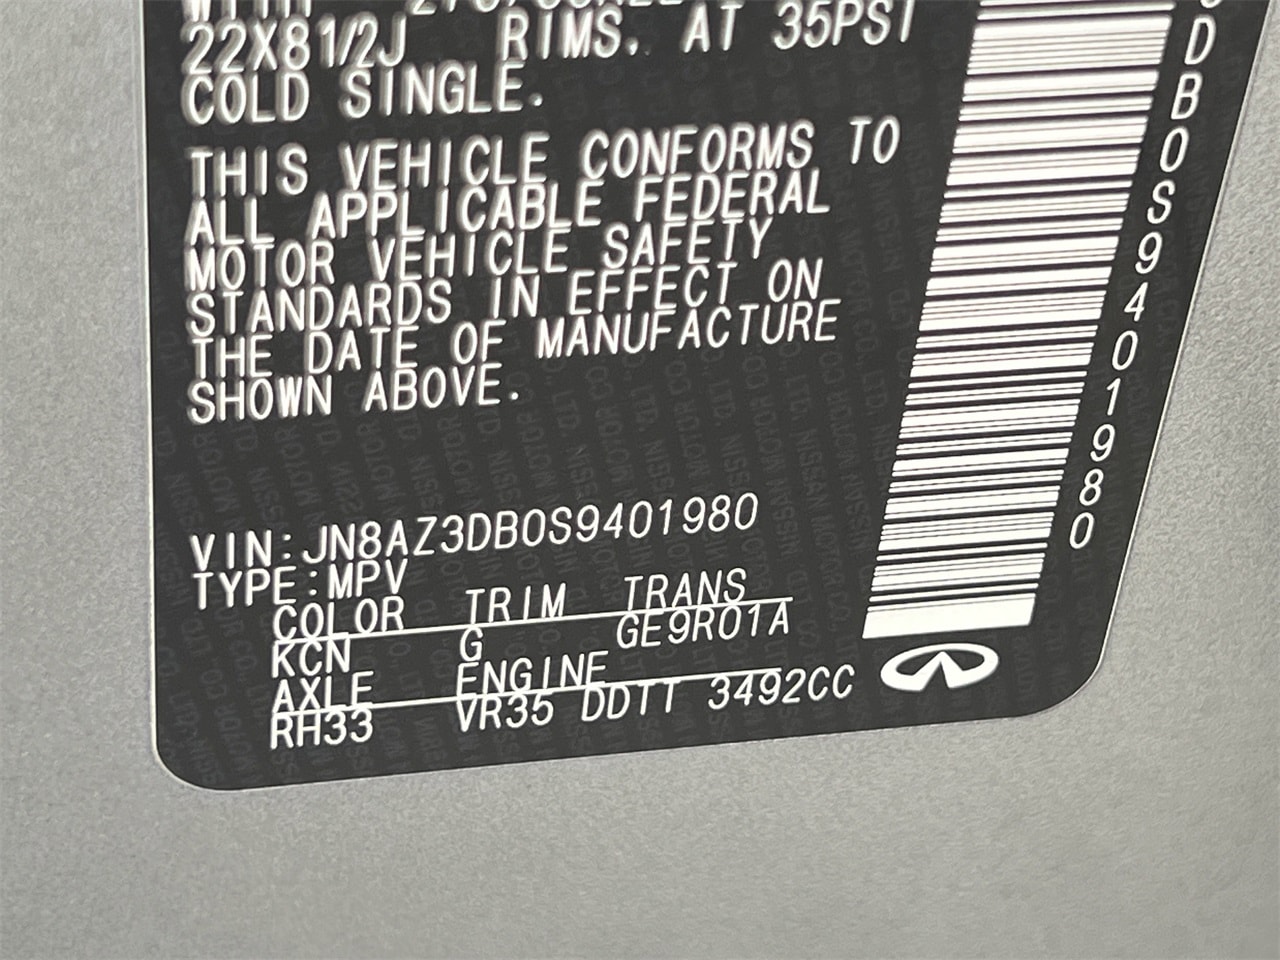 WITH
22X81/2J RIMS. AT 35PSI
COLD SINGLE.
THIS VEHICLE CONFORMS TO
ALL APPLICABLE FEDERAL
MOTOR VEHICLE SAFETY
STANDARDS IN EFFECT ON
THE DATE OF MANUFACTURE
SHOWN ABOVE.
VIN:JN8AZ3DB0S9401980
TYPE:MPV
COLOR TRIM TRANS
KCN G GE9R01A
AXLE ENGINE
RH33 VR35 DDTT 3492CC
DB0S9401980